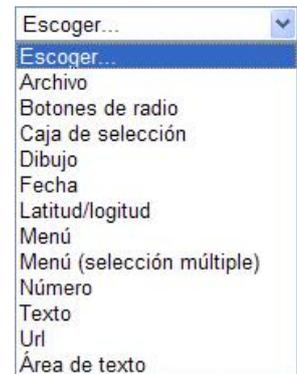 Escoger...
Escoger...
Archivo
Botones de radio
Caja de selección
Dibujo
Fecha
Latitud/logitud
Menú
Menú (selección múltiple)
Número
Texto
Url
Área de texto